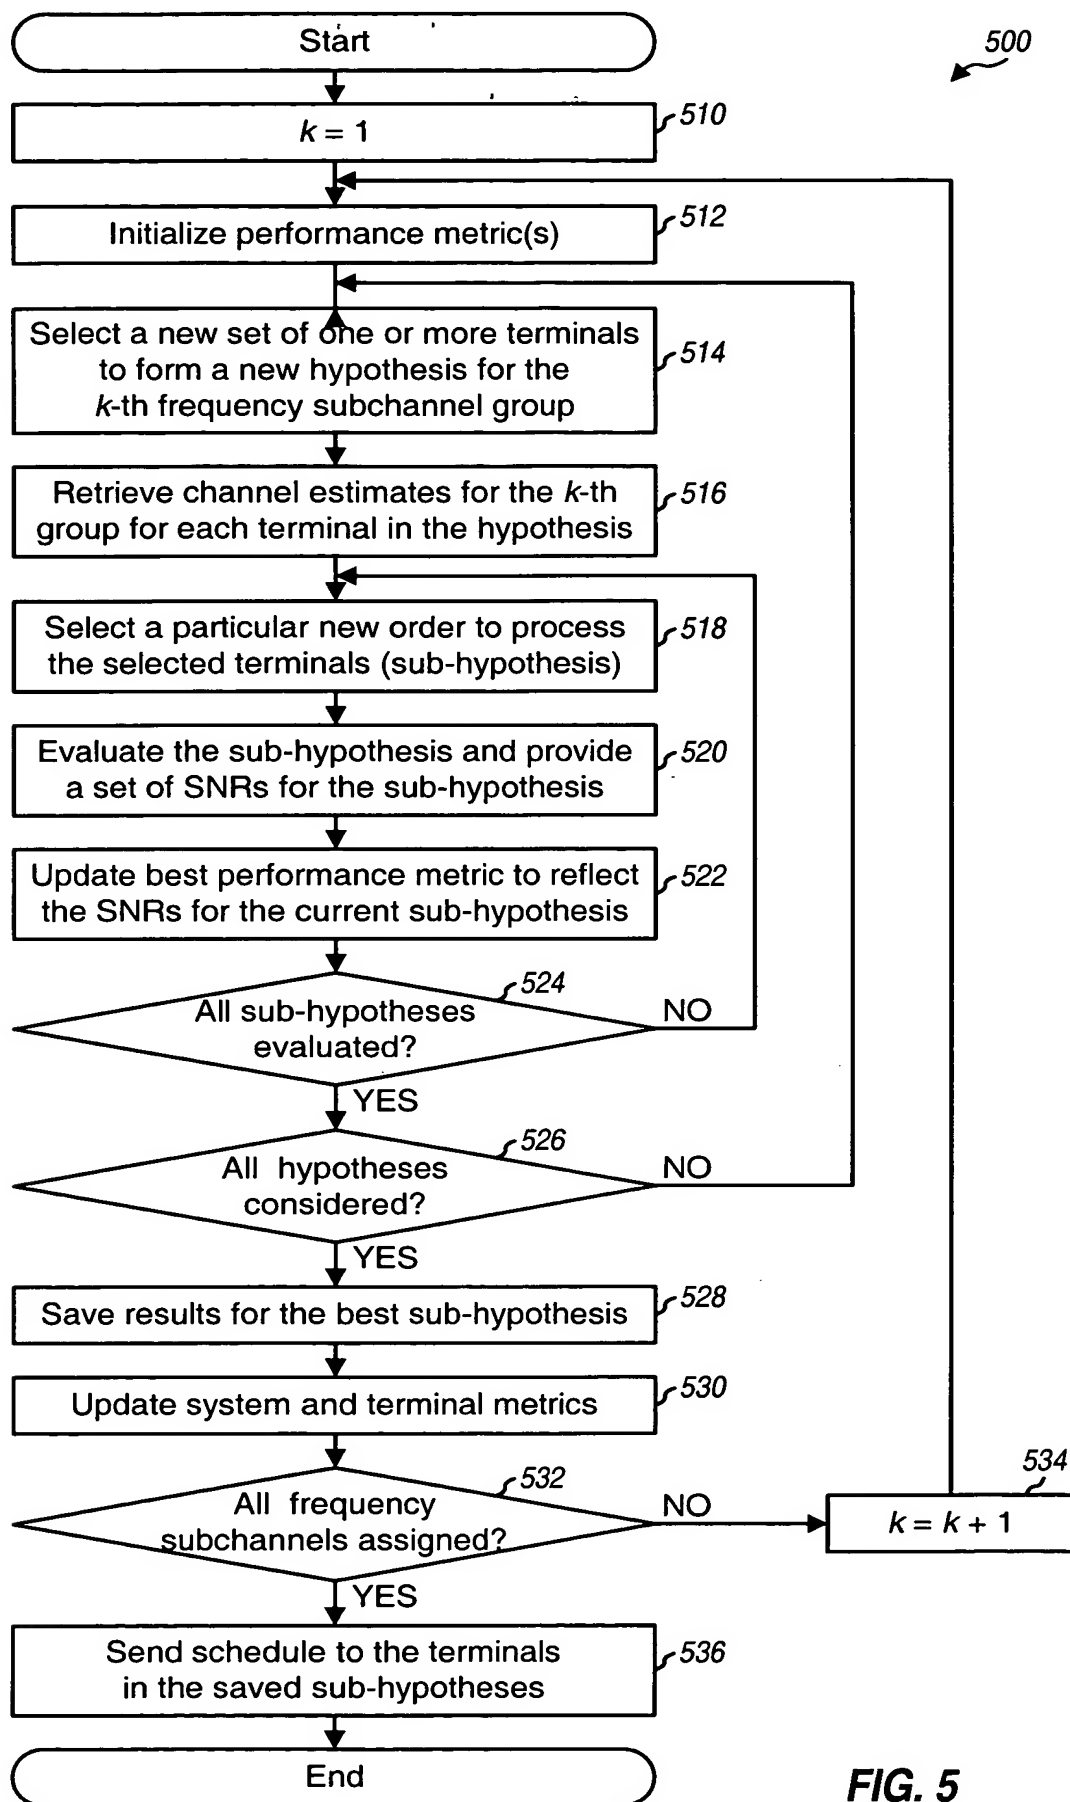 Start
500
k = 1
510
Initialize performance metric(s)
512
Select a new set of one or more terminals
to form a new hypothesis for the
k-th frequency subchannel group
514
Retrieve channel estimates for the k-th
group for each terminal in the hypothesis
516
Select a particular new order to process
the selected terminals (sub-hypothesis)
518
Evaluate the sub-hypothesis and provide
a set of SNRs for the sub-hypothesis
520
Update best performance metric to reflect
the SNRs for the current sub-hypothesis
522
All sub-hypotheses
evaluated?
524
NO
YES
All hypotheses
considered?
526
NO
YES
Save results for the best sub-hypothesis
528
Update system and terminal metrics
530
All frequency
subchannels assigned?
532
NO
534
k = k + 1
YES
Send schedule to the terminals
in the saved sub-hypotheses
536
End
FIG. 5